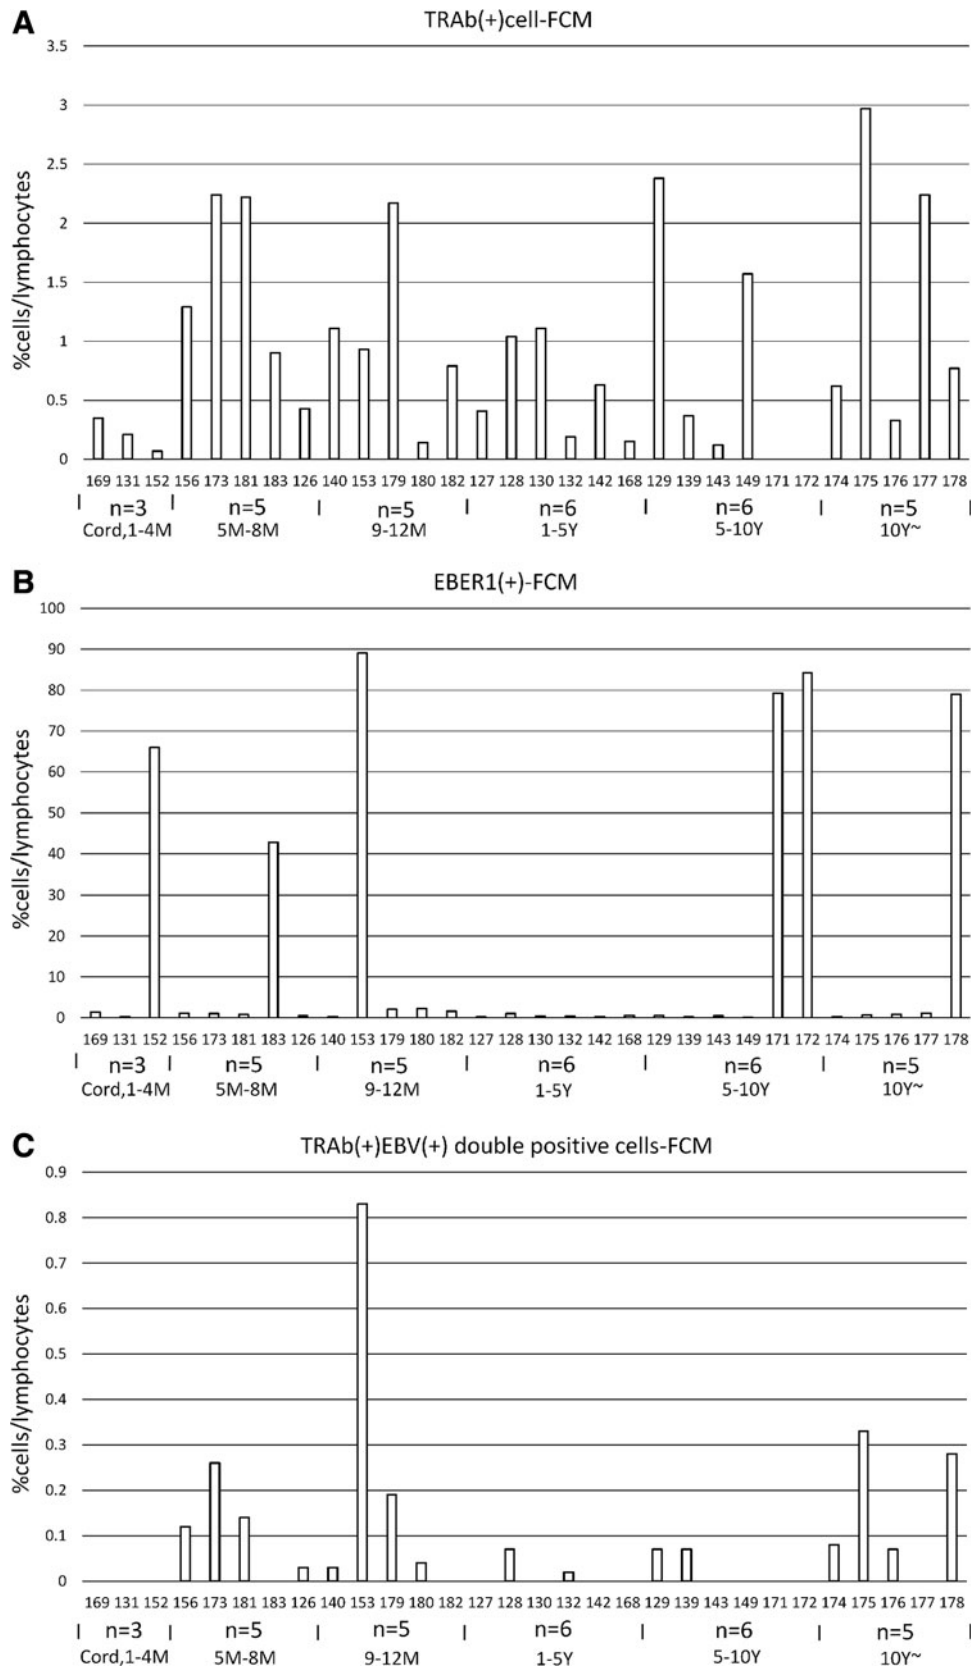 A
TRAb(+)cell-FCM
3.5
3
2.5
2
1.5
1
0.5
0
%cells/lymphocytes
169 131 152 156 173 181 183 126 140 153 179 180 182 127 128 130 132 142 168 129 139 143 149 171 172 174 175 176 177 178
n=3 n=5 n=5 n=6 n=6 n=5
Cord,1-4M 5M-8M 9-12M 1-5Y 5-10Y 10Y~
B
EBER1(+)-FCM
100
90
80
70
60
50
40
30
20
10
0
%cells/lymphocytes
169 131 152 156 173 181 183 126 140 153 179 180 182 127 128 130 132 142 168 129 139 143 149 171 172 174 175 176 177 178
n=3 n=5 n=5 n=6 n=6 n=5
Cord,1-4M 5M-8M 9-12M 1-5Y 5-10Y 10Y~
C
TRAb(+)EBV(+) double positive cells-FCM
0.9
0.8
0.7
0.6
0.5
0.4
0.3
0.2
0.1
0
%cells/lymphocytes
169 131 152 156 173 181 183 126 140 153 179 180 182 127 128 130 132 142 168 129 139 143 149 171 172 174 175 176 177 178
n=3 n=5 n=5 n=6 n=6 n=5
Cord,1-4M 5M-8M 9-12M 1-5Y 5-10Y 10Y~